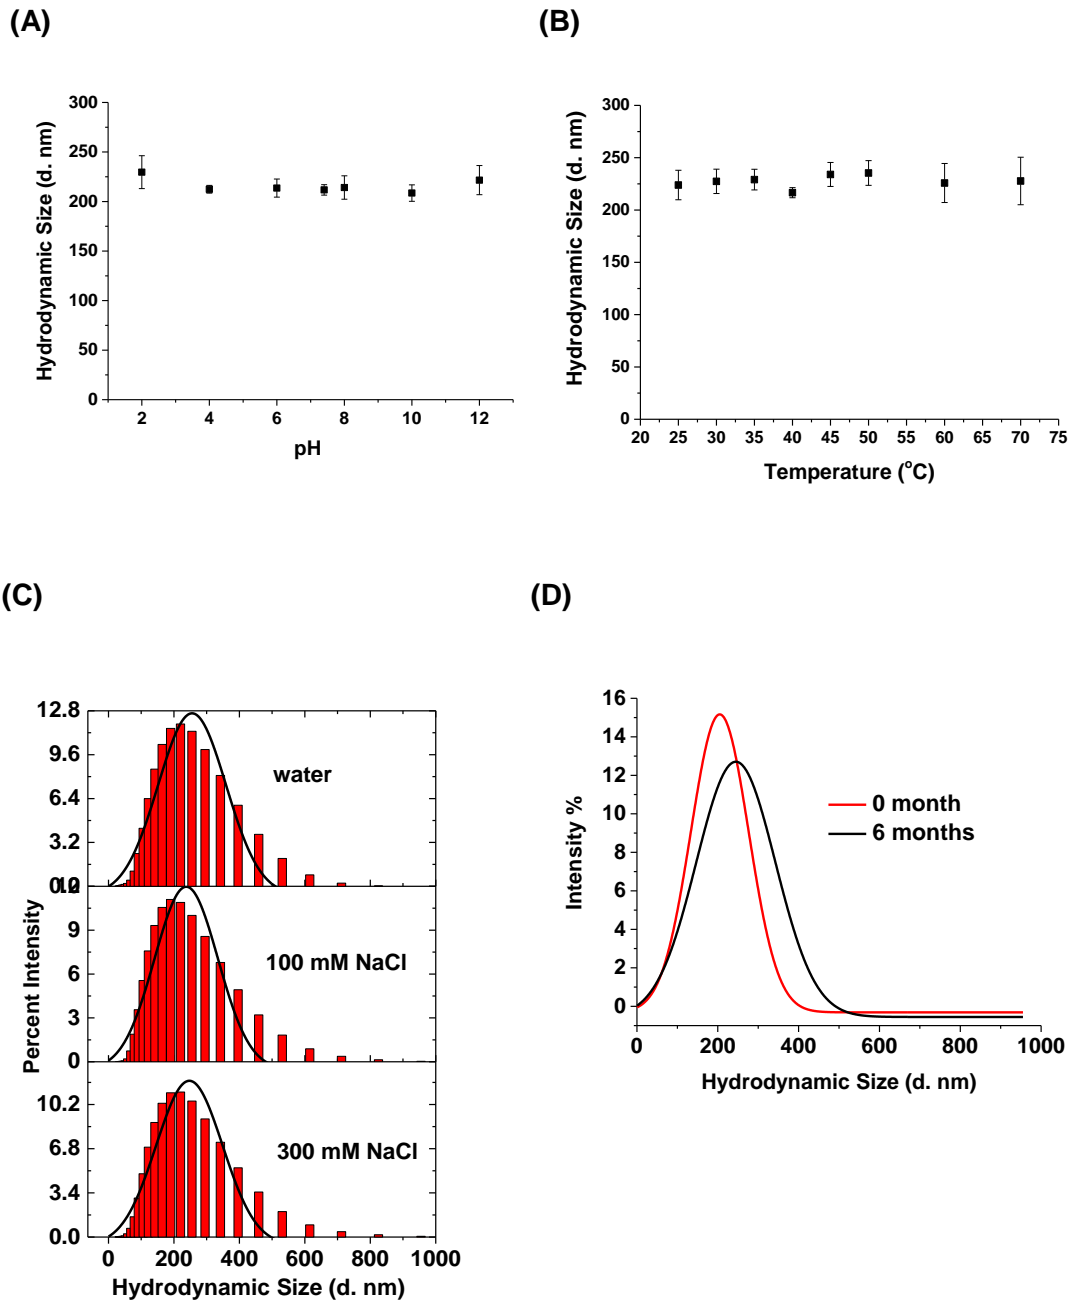 (A)
(B)
300
250
200
150
100
50
0
Hydrodynamic Size (d. nm)
2 4 6 8 10 12
pH
300
250
200
150
100
50
0
Hydrodynamic Size (d. nm)
20 25 30 35 40 45 50 55 60 65 70 75
Temperature (°C)
(C)
(D)
12.8
9.6
6.4
3.2
0.0
water
12
9
6
3
0
100 mM NaCl
10.2
6.8
3.4
0.0
300 mM NaCl
Percent Intensity
0 200 400 600 800 1000
Hydrodynamic Size (d. nm)
16
14
12
10
8
6
4
2
0
Intensity %
0 month
6 months
0 200 400 600 800 1000
Hydrodynamic Size (d. nm)